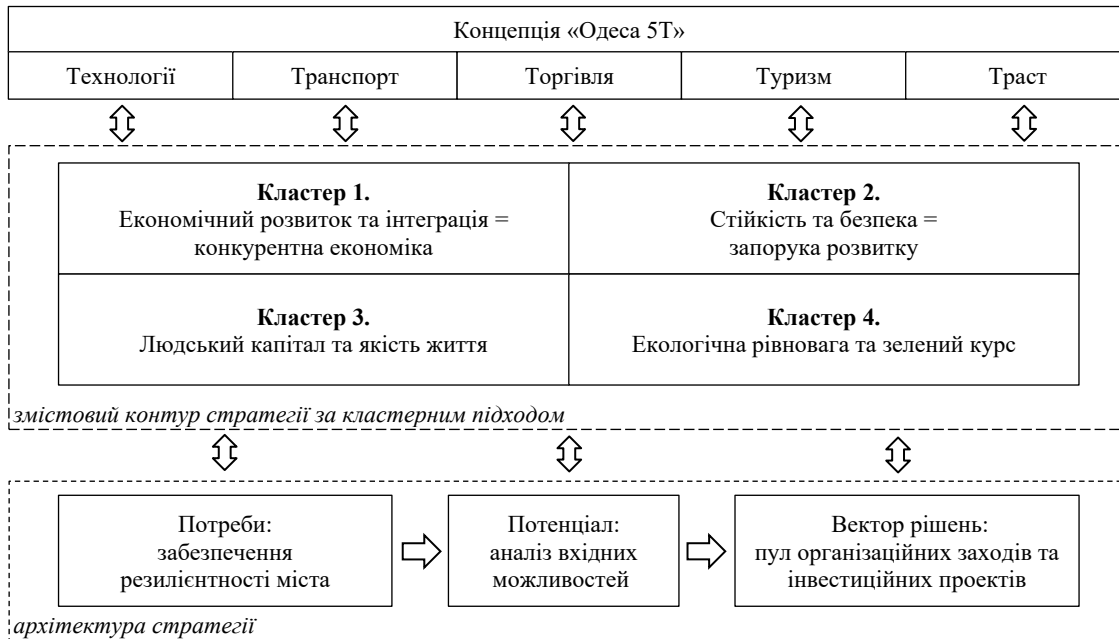 Концепція «Одеса 5Т»
Технології
Транспорт
Торгівля
Туризм
Траст
Кластер 1.
Економічний розвиток та інтеграція =
конкурентна економіка
Кластер 2.
Стійкість та безпека =
запорука розвитку
Кластер 3.
Людський капітал та якість життя
Кластер 4.
Екологічна рівновага та зелений курс
змістовий контур стратегії за кластерним підходом
Потреби:
забезпечення
резилієнтності міста
Потенціал:
аналіз вхідних
можливостей
Вектор рішень:
пул організаційних заходів та
інвестиційних проектів
архітектура стратегії